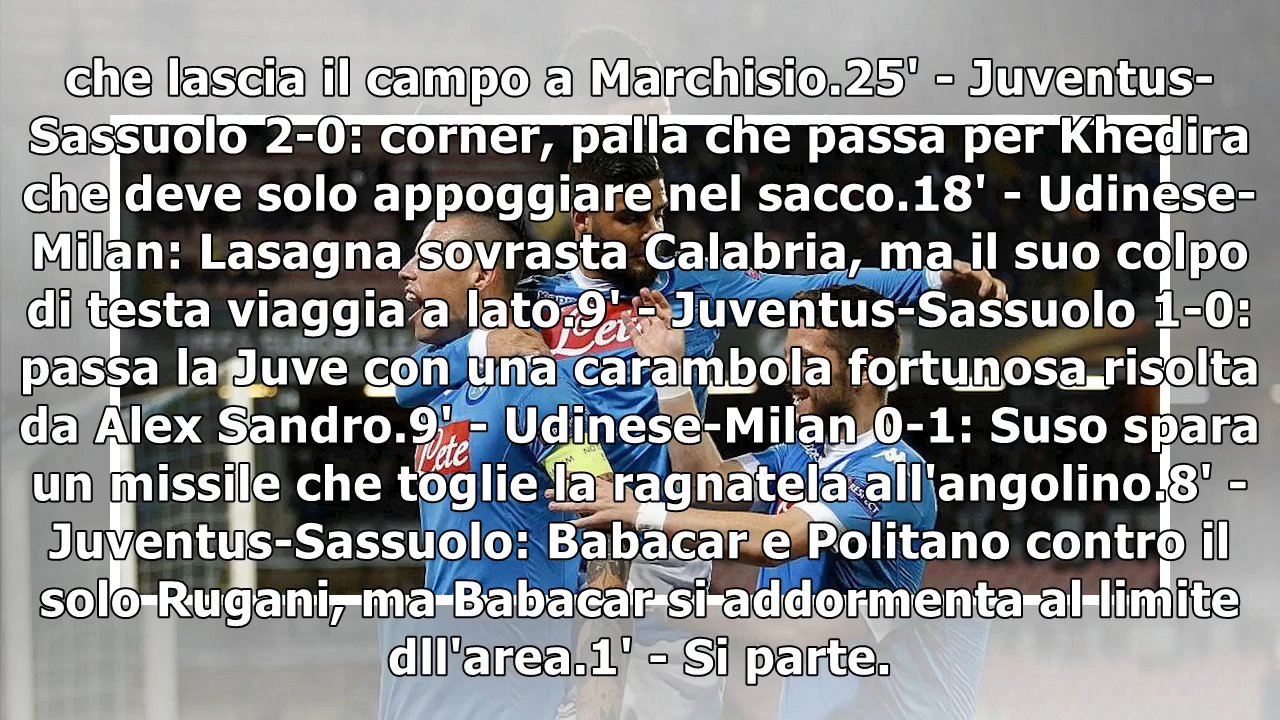 che lascia il campo a Marchisio.25' - Juventus-
Sassuolo 2-0: corner, palla che passa per Khedira
che deve solo appoggiare nel sacco.18' - Udinese-
Milan: Lasagna sovrasta Calabria, ma il suo colpo
di testa viaggia a lato.9' - Juventus-Sassuolo 1-0:
passa la Juve con una carambola fortunosa risolta
da Alex Sandro.9' - Udinese-Milan 0-1: Suso spara
un missile che toglie la ragnatela all'angolino.8' -
Juventus-Sassuolo: Babacar e Politano contro il
solo Rugani, ma Babacar si addormenta al limite
dll'area.1' - Si parte.
Lete
Lete
RESPECT